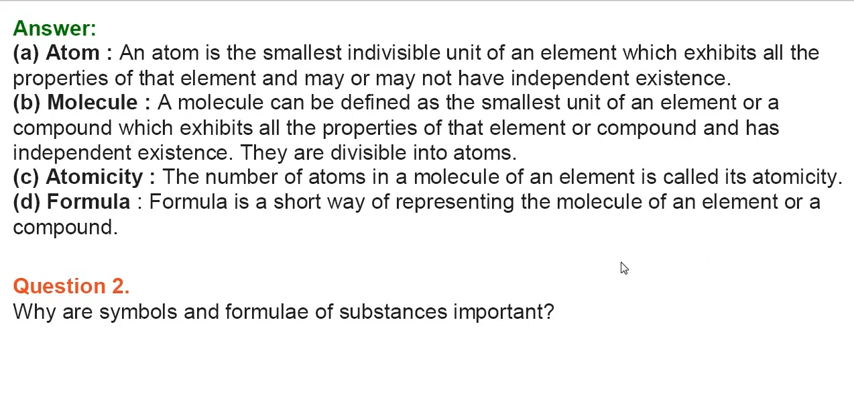 Answer:
(a) Atom : An atom is the smallest indivisible unit of an element which exhibits all the
properties of that element and may or may not have independent existence.
(b) Molecule : A molecule can be defined as the smallest unit of an element or a
compound which exhibits all the properties of that element or compound and has
independent existence. They are divisible into atoms.
(c) Atomicity : The number of atoms in a molecule of an element is called its atomicity.
(d) Formula : Formula is a short way of representing the molecule of an element or a
compound.
Question 2.
Why are symbols and formulae of substances important?